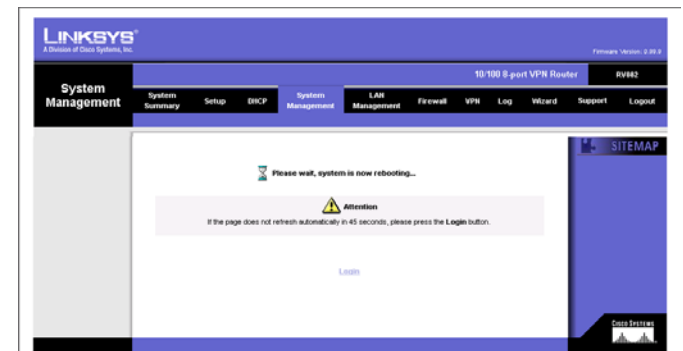 LINKSYS®
A Division of Cisco Systems, Inc.
Firmware Version:
10/100 8-port VPN Router
RV082
System Management
System Summary
Setup
DHCP
System Management
LAN Management
Firewall
VPN
Log
Wizard
Support
Logout
SITEMAP
Please wait, system is now rebooting...
Attention
If the page does not refresh automatically in 45 seconds, please press the Login button.
Login
CISCO SYSTEMS